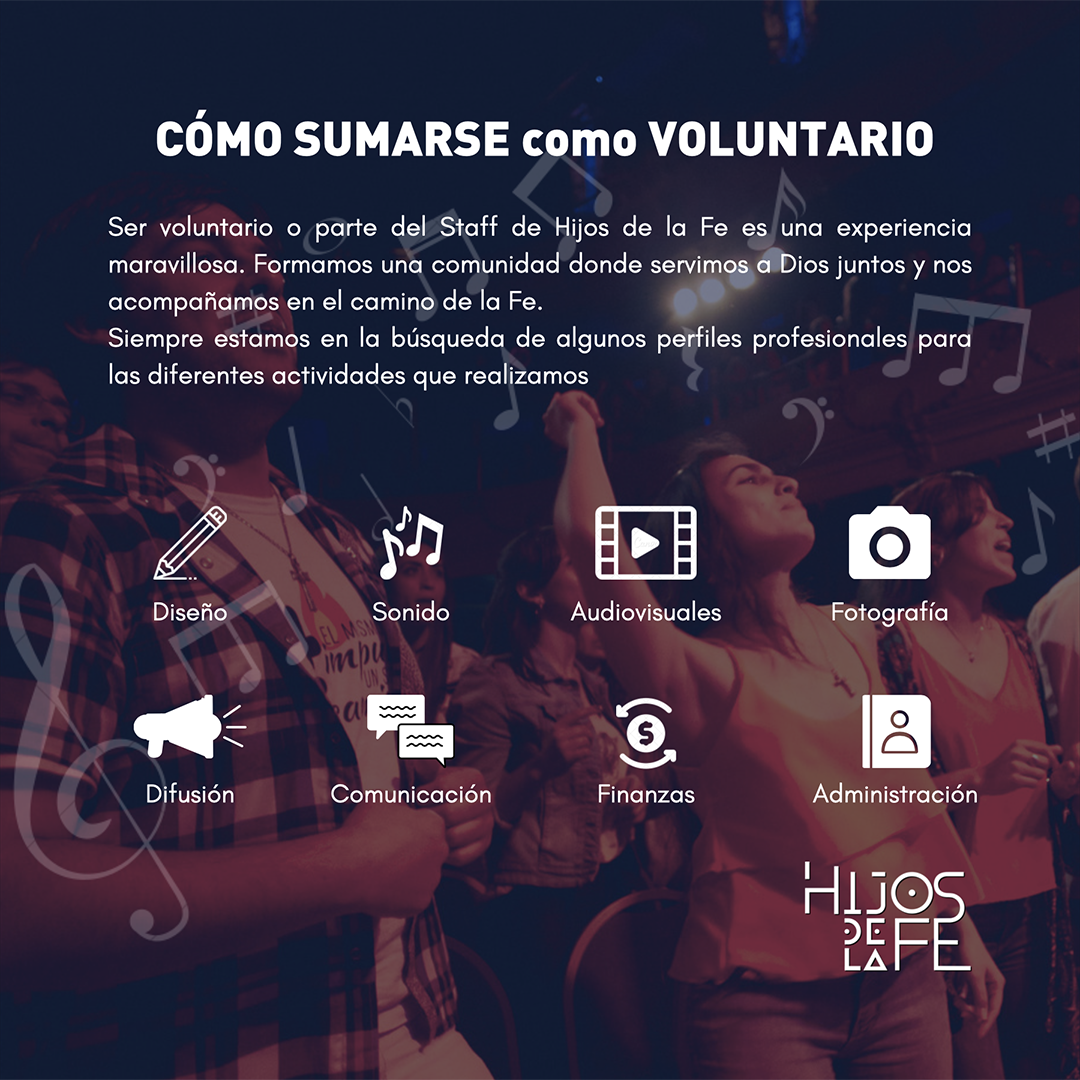 CÓMO SUMARSE como VOLUNTARIO
Ser voluntario o parte del Staff de Hijos de la Fe es una experiencia
maravillosa. Formamos una comunidad donde servimos a Dios juntos y nos
acompañamos en el camino de la Fe.
Siempre estamos en la búsqueda de algunos perfiles profesionales para
las diferentes actividades que realizamos
Diseño
Sonido
Audiovisuales
Fotografía
Difusión
Comunicación
Finanzas
Administración
HIJOS
DE
LA FE